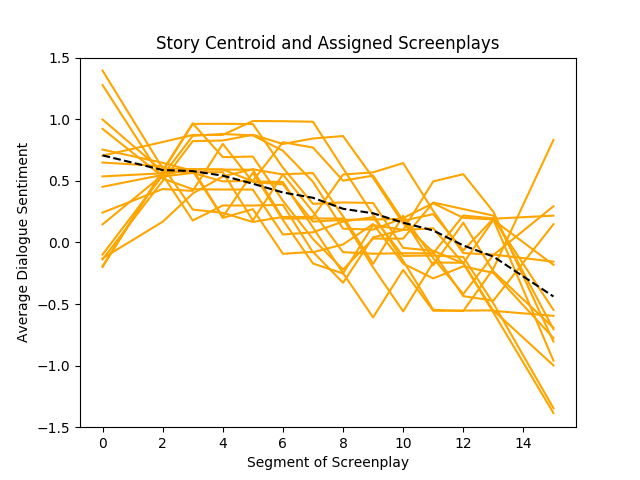 Story Centroid and Assigned Screenplays
1.5
1.0
0.5
0.0
−0.5
−1.0
−1.5
Average Dialogue Sentiment
0 2 4 6 8 10 12 14
Segment of Screenplay